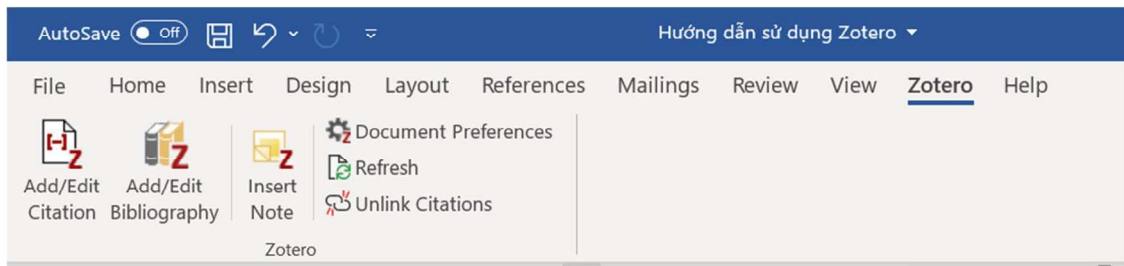 AutoSave Off Hướng dẫn sử dụng Zotero
File Home Insert Design Layout References Mailings Review View Zotero Help
Add/Edit Citation
Add/Edit Bibliography
Insert Note
Document Preferences
Refresh
Unlink Citations
Zotero